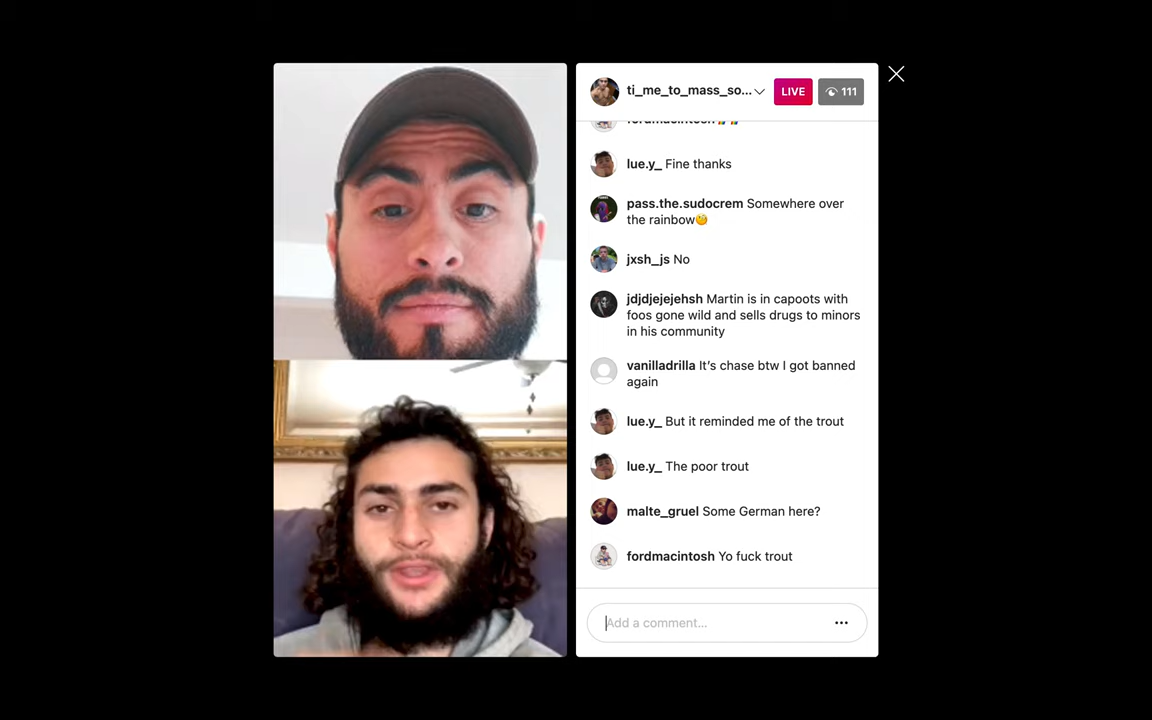 ti_me_to_mass_so...
LIVE
111
fordmacintosh
lue.y_ Fine thanks
pass.the.sudocrem Somewhere over
the rainbow🧐
jxsh_js No
jdjdjejejehsh Martin is in capoots with
foos gone wild and sells drugs to minors
in his community
vanilladrilla It's chase btw I got banned
again
lue.y_ But it reminded me of the trout
lue.y_ The poor trout
malte_gruel Some German here?
fordmacintosh Yo fuck trout
Add a comment...